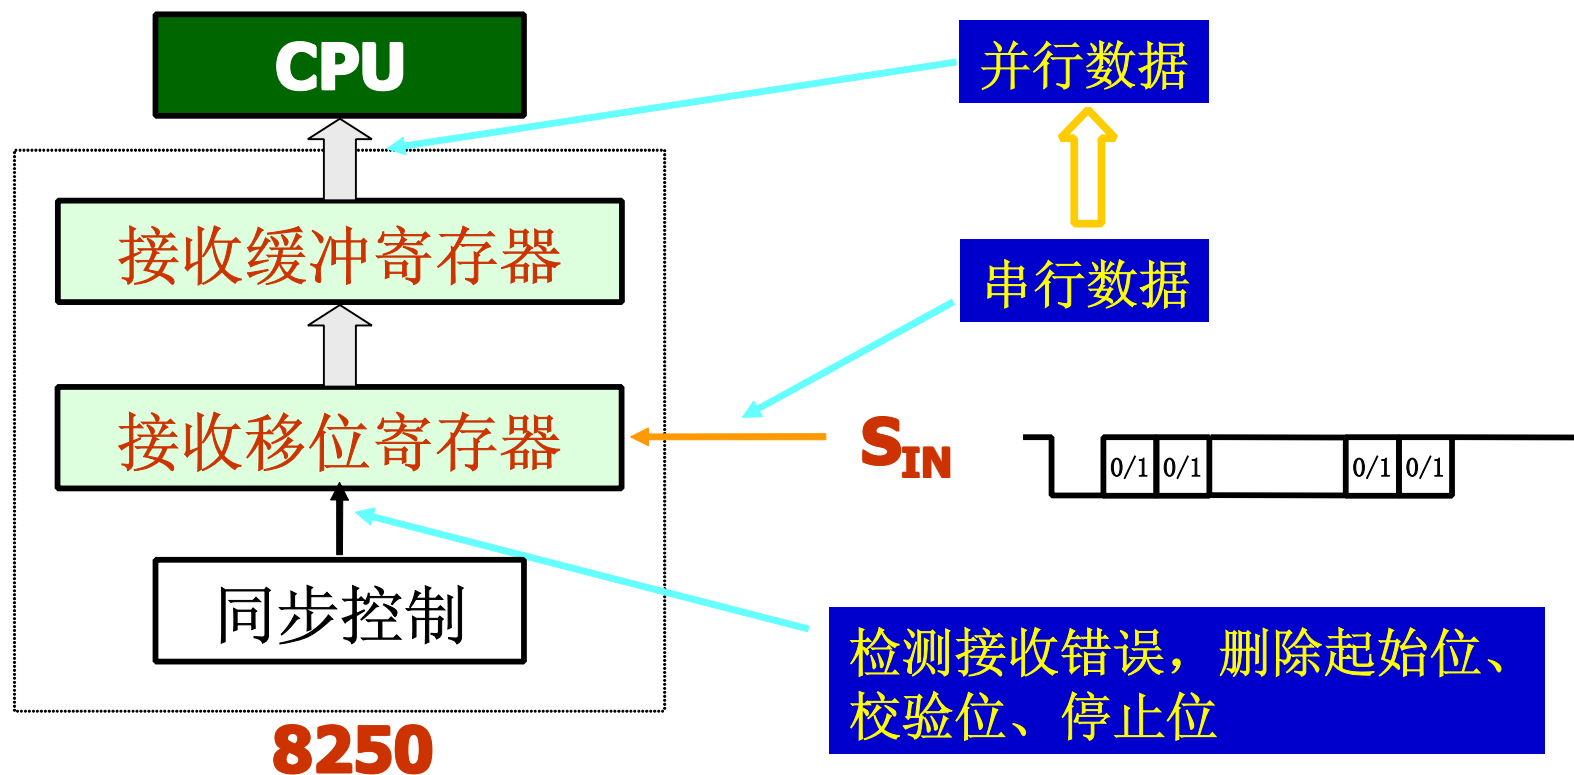 CPU
并行数据
接收缓冲寄存器
串行数据
接收移位寄存器
SIN
0/1 0/1 0/1 0/1
同步控制
检测接收错误，删除起始位、
校验位、停止位
8250